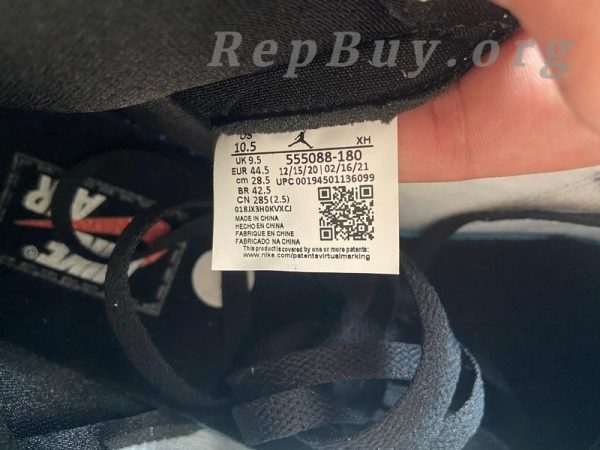 RepBuy.org
US
10.5
XH
UK 9.5
555088-180
EUR 44.5
12/15/20 | 02/16/21
cm 28.5
UPC 00194501136099
BR 42.5
CN 285(2.5)
018JX3H0KVXCJ
MADE IN CHINA
HECHO EN CHINA
FABRIQUE EN CHINE
FABRICADO NA CHINA
This product is covered by one or more patents:
www.nike.com/patentsvirtualmarking
NIKE
AIR